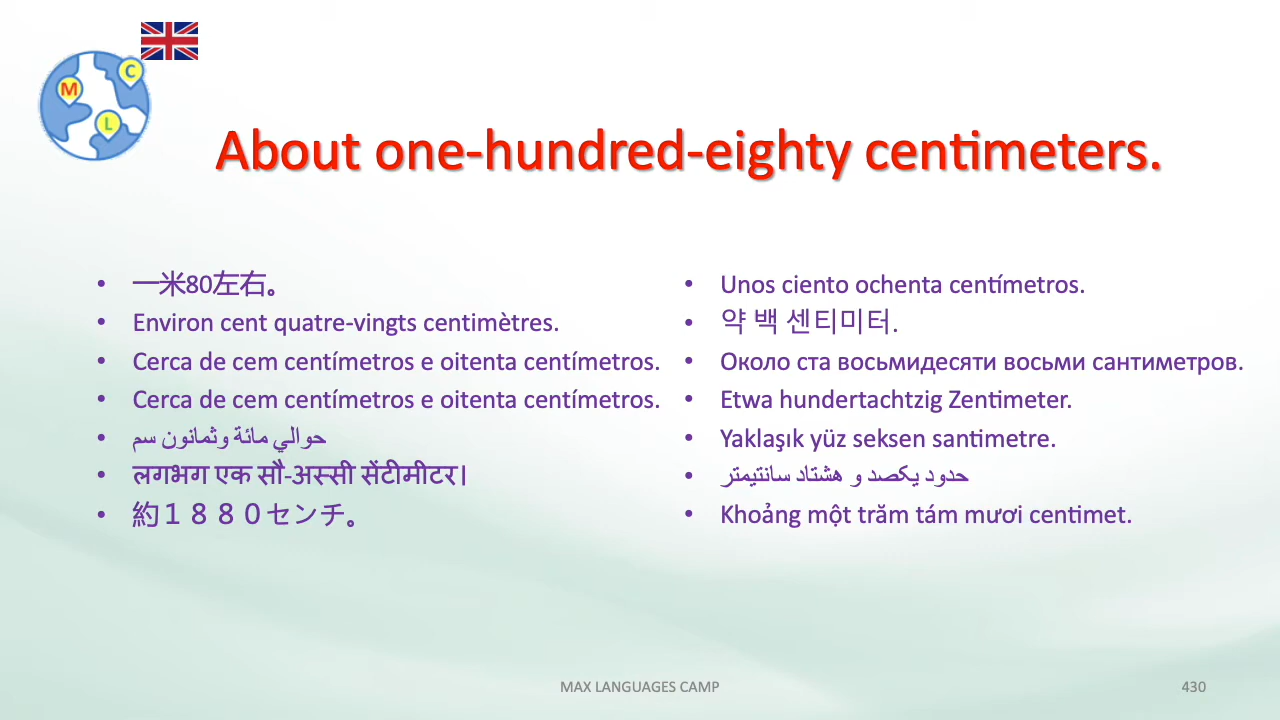 M
C
L
About one-hundred-eighty centimeters.
• 一米80左右。
• Environ cent quatre-vingts centimètres.
• Cerca de cem centímetros e oitenta centímetros.
• Cerca de cem centímetros e oitenta centímetros.
• حوالي مائة وثمانون سم
• लगभग एक सौ-अस्सी सेंटीमीटर।
• 約１８８０センチ。
• Unos ciento ochenta centímetros.
• 약 백 센티미터.
• Около ста восьмидесяти восьми сантиметров.
• Etwa hundertachtzig Zentimeter.
• Yaklaşık yüz seksen santimetre.
• حدود یکصد و هشتاد سانتیمتر
• Khoảng một trăm tám mươi centimet.
MAX LANGUAGES CAMP
430